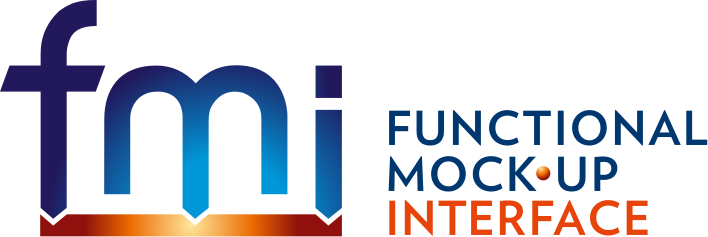 fmi
FUNCTIONAL
MOCK•UP
INTERFACE